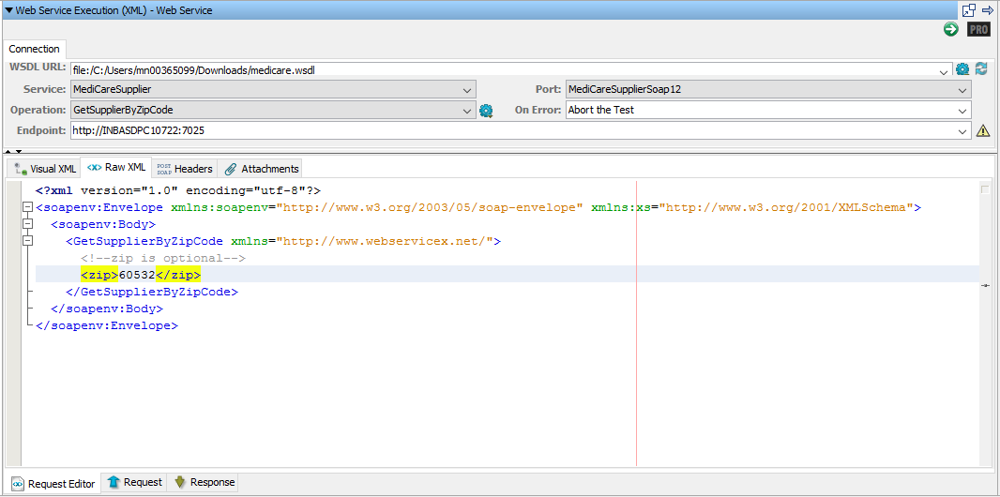 Web Service Execution (XML) - Web Service
PRO
Connection
WSDL URL: file:/C:/Users/mn00365099/Downloads/medicare.wsdl
Service: MediCareSupplier Port: MediCareSupplierSoap12
Operation: GetSupplierByZipCode On Error: Abort the Test
Endpoint: http://INBASDPC10722:7025
Visual XML <x> Raw XML POST SOAP Headers Attachments
<?xml version="1.0" encoding="utf-8"?>
<soapenv:Envelope xmlns:soapenv="http://www.w3.org/2003/05/soap-envelope" xmlns:xs="http://www.w3.org/2001/XMLSchema">
<soapenv:Body>
<GetSupplierByZipCode xmlns="http://www.webservicex.net/">
<!--zip is optional-->
<zip>60532</zip>
</GetSupplierByZipCode>
</soapenv:Body>
</soapenv:Envelope>
Request Editor Request Response